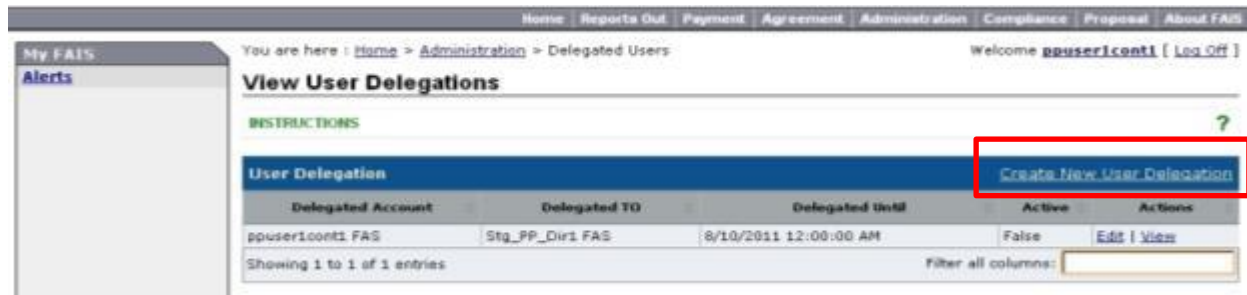 Home Reports Out Payment Agreement Administration Compliance Proposal About FAIS
My FAIS
Alerts
You are here : Home > Administration > Delegated Users
Welcome ppuser1cont1 [ Log Off ]
View User Delegations
INSTRUCTIONS ?
User Delegation Create New User Delegation
Delegated Account Delegated TO Delegated Until Active Actions
ppuser1cont1 FAS Stg_PP_Dir1 FAS 8/10/2011 12:00:00 AM False Edit | View
Showing 1 to 1 of 1 entries Filter all columns: